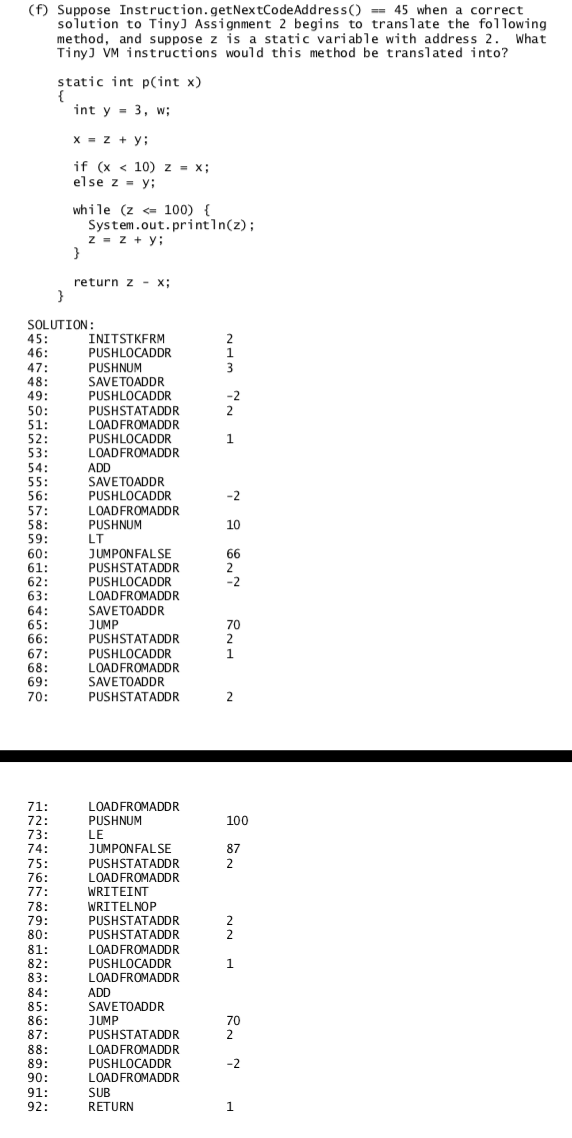 (f) Suppose Instruction.getNextCodeAddress() == 45 when a correct
solution to TinyJ Assignment 2 begins to translate the following
method, and suppose z is a static variable with address 2. What
TinyJ VM instructions would this method be translated into?
static int p(int x)
{
int y = 3, w;
x = z + y;
if (x < 10) z = x;
else z = y;
while (z <= 100) {
System.out.println(z);
z = z + y;
}
return z - x;
}
SOLUTION:
45: INITSTKFRM 2
46: PUSHLOCADDR 1
47: PUSHNUM 3
48: SAVETOADDR
49: PUSHLOCADDR -2
50: PUSHSTATADDR 2
51: LOADFROMADDR
52: PUSHLOCADDR 1
53: LOADFROMADDR
54: ADD
55: SAVETOADDR
56: PUSHLOCADDR -2
57: LOADFROMADDR
58: PUSHNUM 10
59: LT
60: JUMPONFALSE 66
61: PUSHSTATADDR 2
62: PUSHLOCADDR -2
63: LOADFROMADDR
64: SAVETOADDR
65: JUMP 70
66: PUSHSTATADDR 2
67: PUSHLOCADDR 1
68: LOADFROMADDR
69: SAVETOADDR
70: PUSHSTATADDR 2
71: LOADFROMADDR
72: PUSHNUM 100
73: LE
74: JUMPONFALSE 87
75: PUSHSTATADDR 2
76: LOADFROMADDR
77: WRITEINT
78: WRITELNOP
79: PUSHSTATADDR 2
80: PUSHSTATADDR 2
81: LOADFROMADDR
82: PUSHLOCADDR 1
83: LOADFROMADDR
84: ADD
85: SAVETOADDR
86: JUMP 70
87: PUSHSTATADDR 2
88: LOADFROMADDR
89: PUSHLOCADDR -2
90: LOADFROMADDR
91: SUB
92: RETURN 1